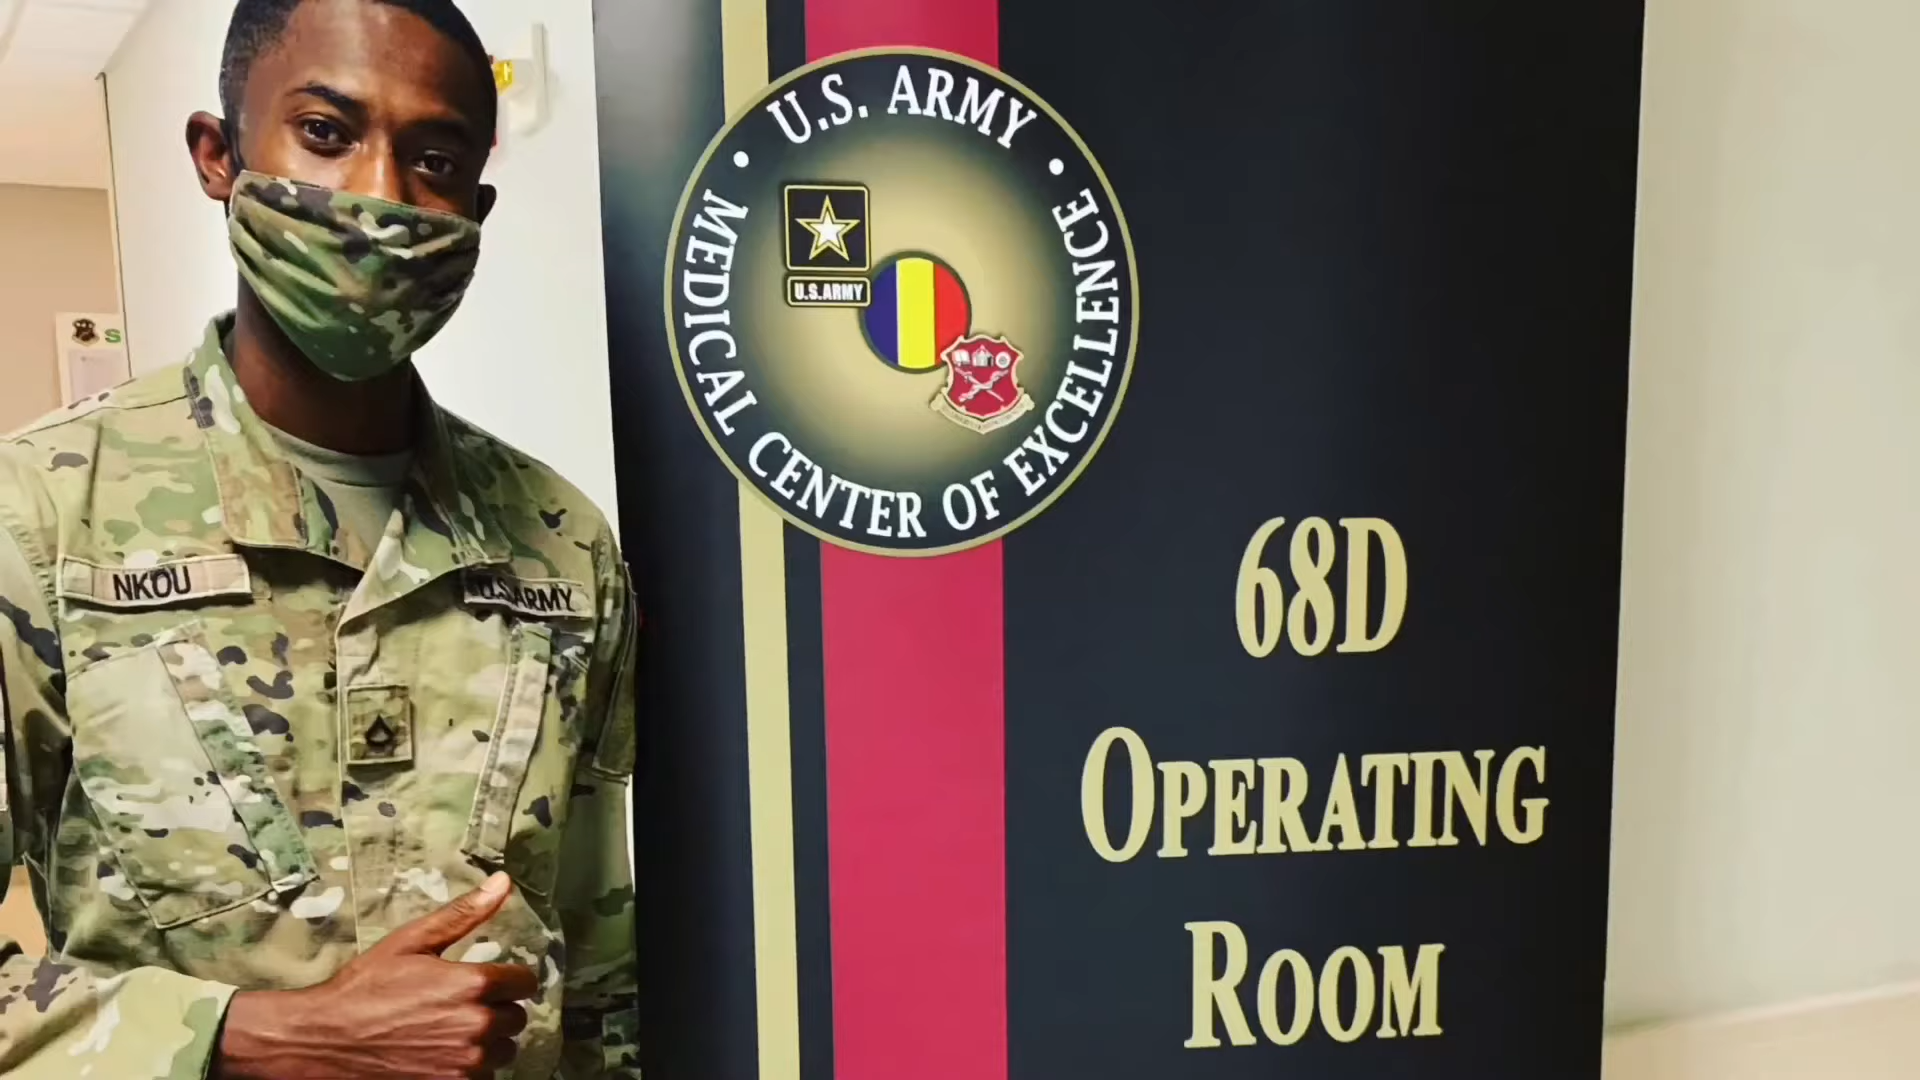 NKOU
U.S. ARMY
U.S. ARMY
MEDICAL CENTER OF EXCELLENCE
U.S.ARMY
68D
OPERATING
ROOM
S